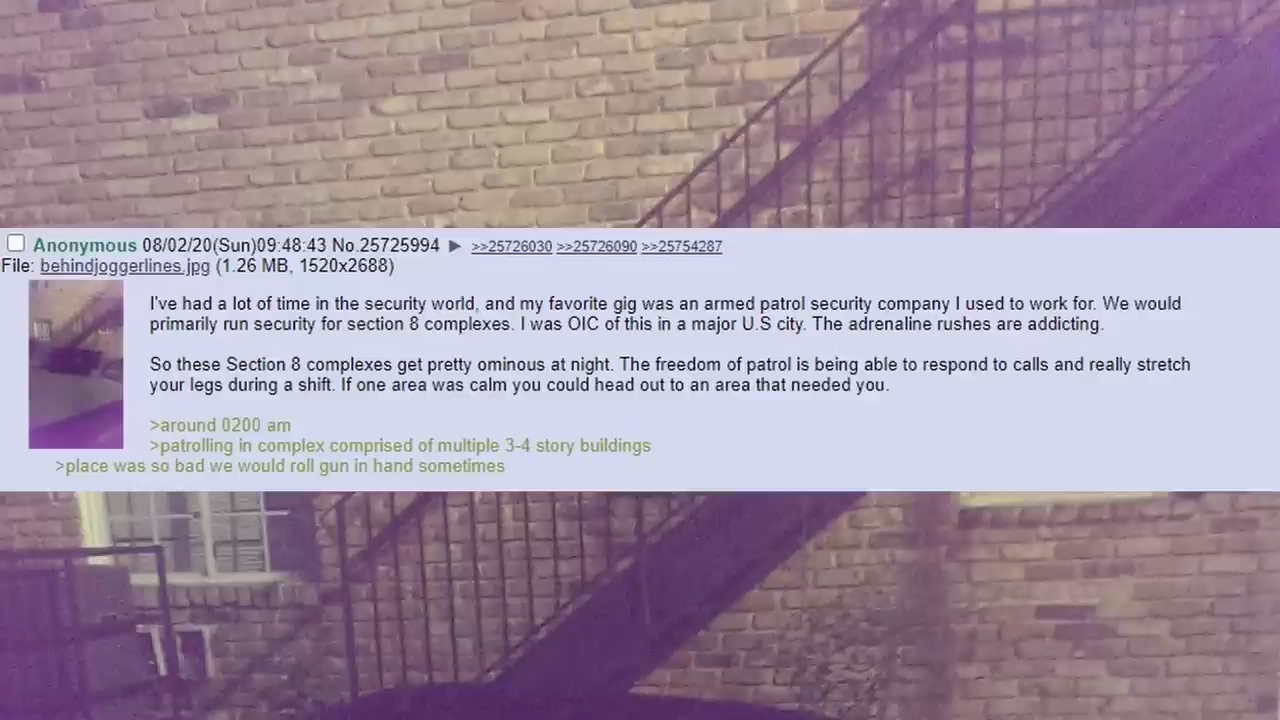 Anonymous 08/02/20(Sun)09:48:43 No.25725994 ▶ >>25726030 >>25726090 >>25754287
File: behindjoggerlines.jpg (1.26 MB, 1520x2688)
I've had a lot of time in the security world, and my favorite gig was an armed patrol security company I used to work for. We would
primarily run security for section 8 complexes. I was OIC of this in a major U.S city. The adrenaline rushes are addicting.
So these Section 8 complexes get pretty ominous at night. The freedom of patrol is being able to respond to calls and really stretch
your legs during a shift. If one area was calm you could head out to an area that needed you.
>around 0200 am
>patrolling in complex comprised of multiple 3-4 story buildings
>place was so bad we would roll gun in hand sometimes